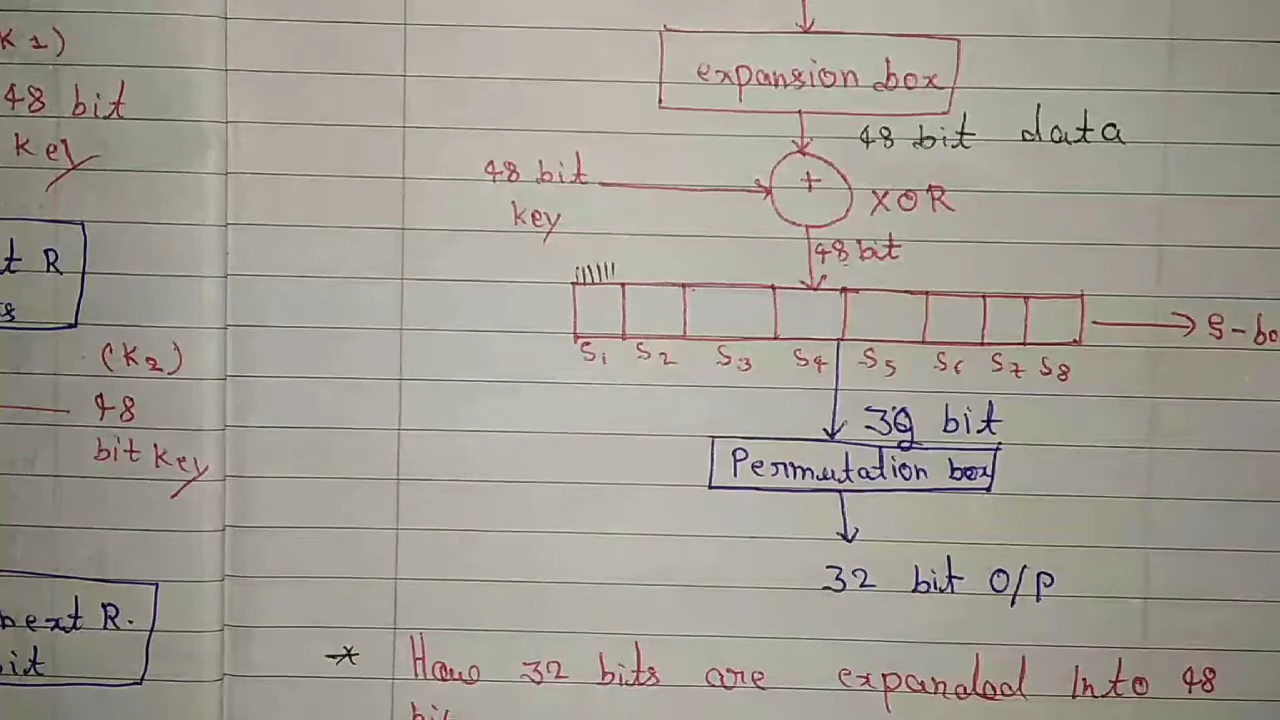 K1)
48 bit
key
t R
(K2)
48
bit key
next R.
it
expansion box
48 bit data
48 bit
key
+
XOR
48 bit
S1 S2 S3 S4 S5 S6 S7 S8
S-bo
32 bit
Permutation box
32 bit O/P
* How 32 bits are expanded into 48